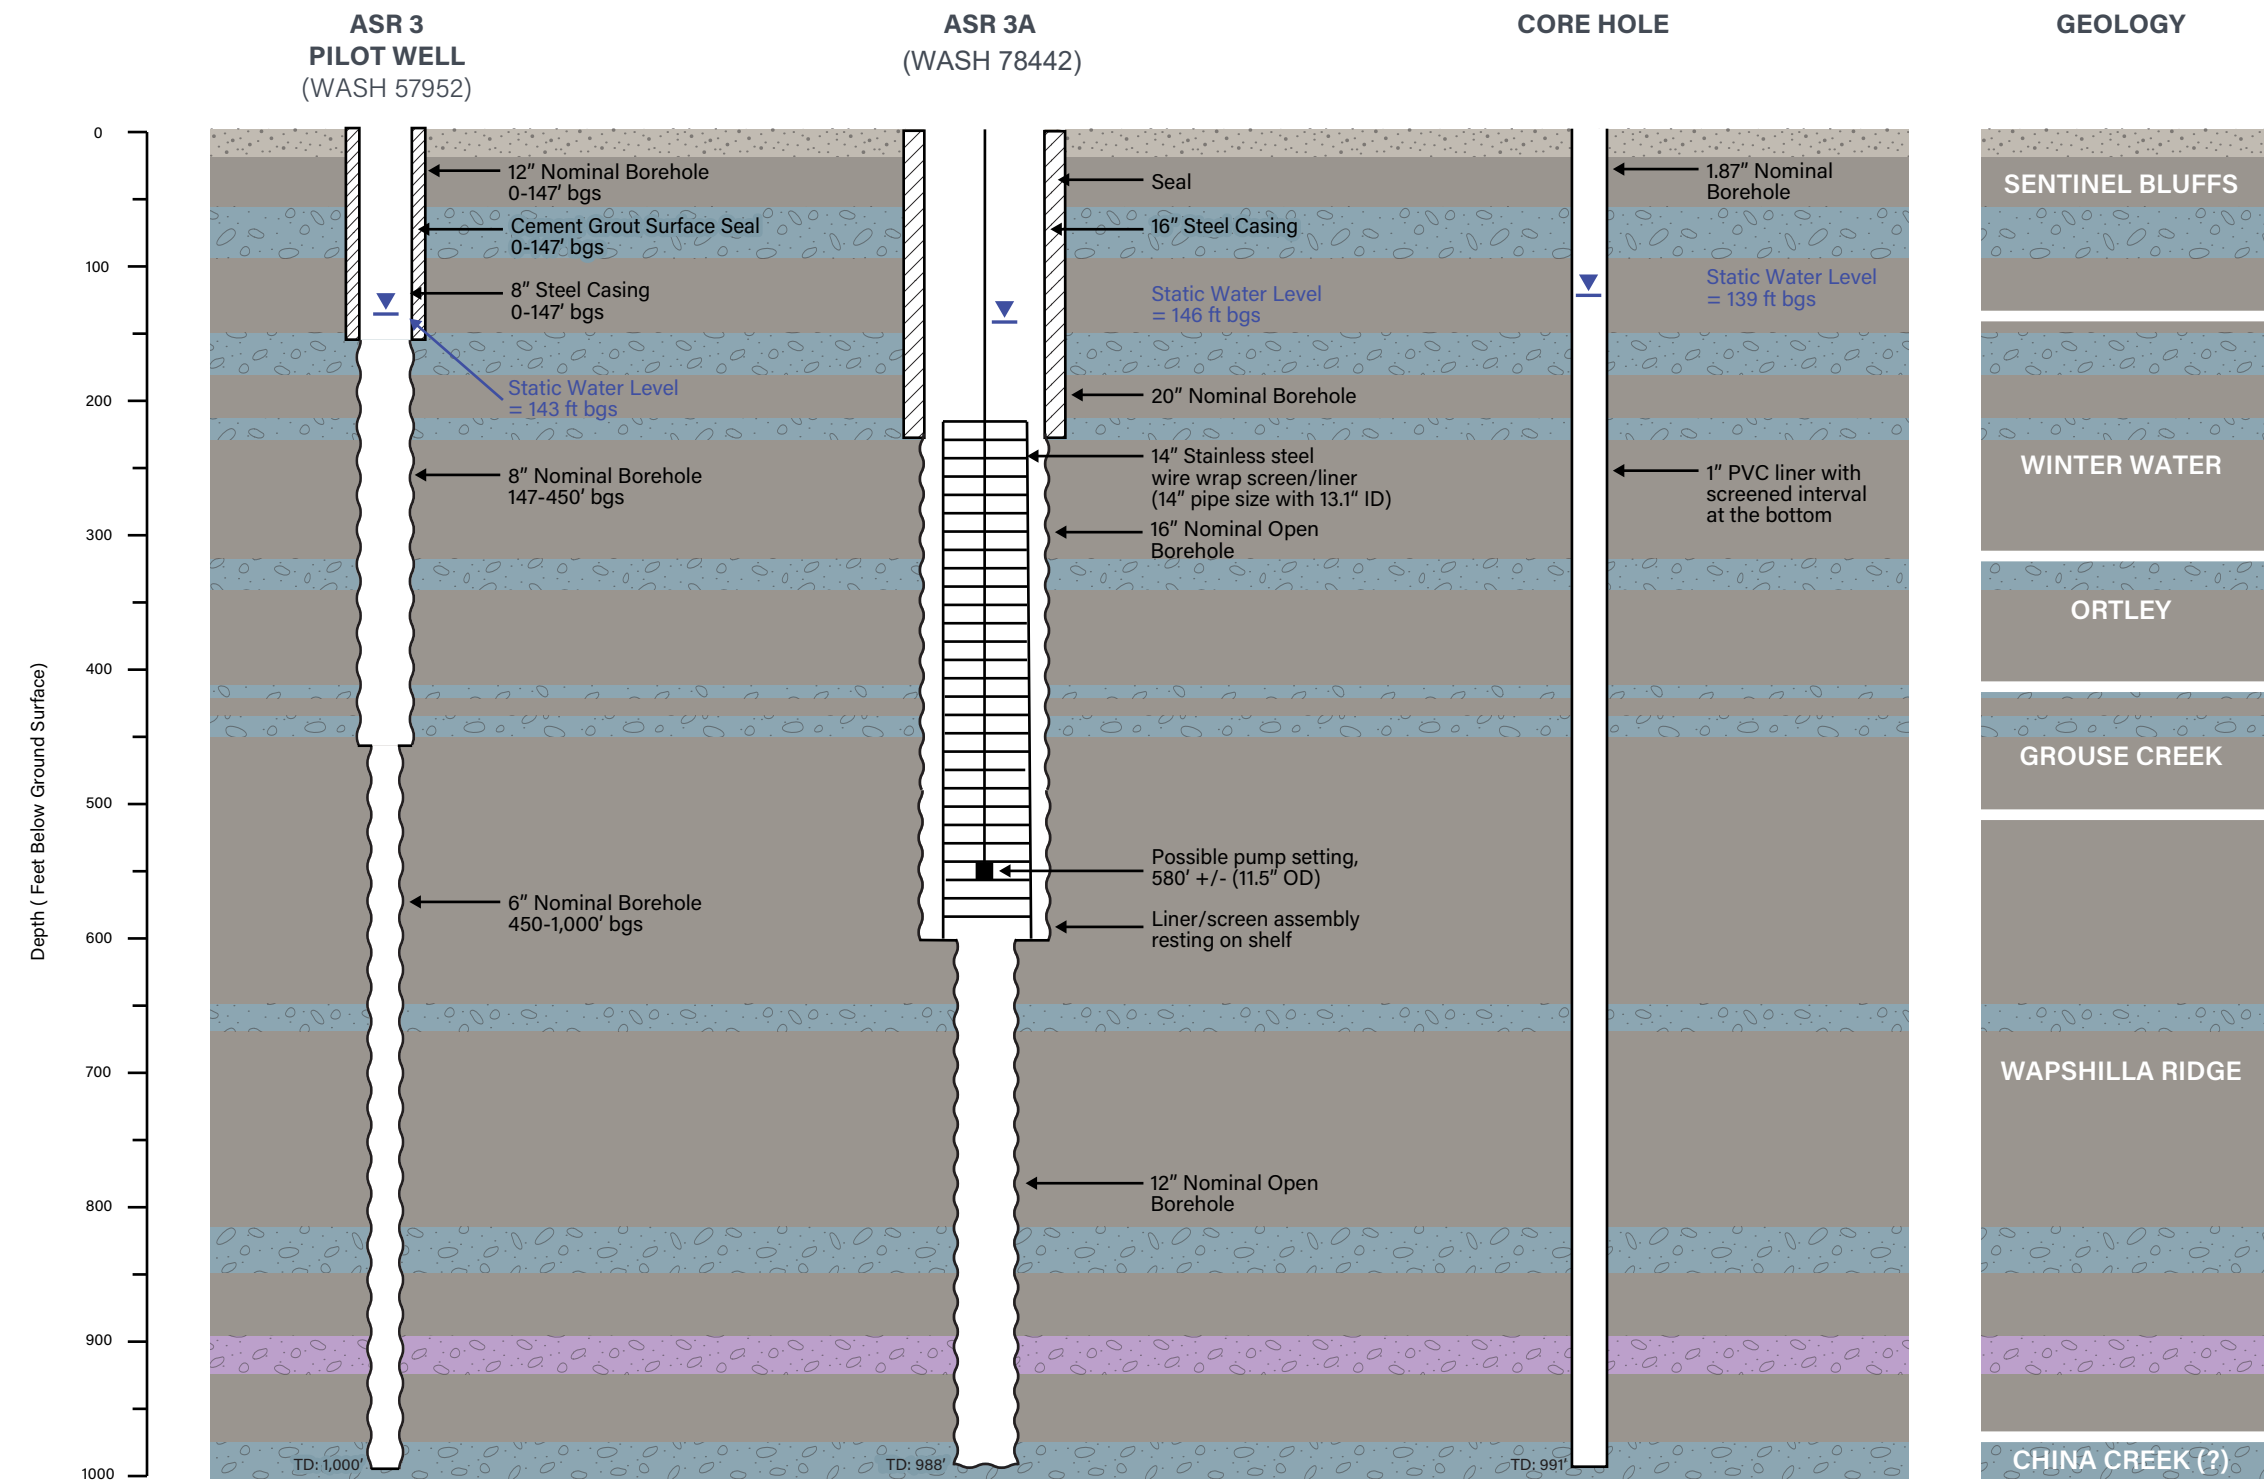 ASR 3
PILOT WELL
(WASH 57952)
ASR 3A
(WASH 78442)
CORE HOLE
GEOLOGY
Depth ( Feet Below Ground Surface)
0
100
200
300
400
500
600
700
800
900
1000
12” Nominal Borehole
0-147’ bgs
Cement Grout Surface Seal
0-147’ bgs
8” Steel Casing
0-147’ bgs
Static Water Level
= 143 ft bgs
8” Nominal Borehole
147-450’ bgs
6” Nominal Borehole
450-1,000’ bgs
TD: 1,000’
Seal
16” Steel Casing
Static Water Level
= 146 ft bgs
20” Nominal Borehole
14” Stainless steel
wire wrap screen/liner
(14” pipe size with 13.1“ ID)
16” Nominal Open
Borehole
Possible pump setting,
580’ +/- (11.5” OD)
Liner/screen assembly
resting on shelf
12” Nominal Open
Borehole
TD: 988’
1.87” Nominal
Borehole
Static Water Level
= 139 ft bgs
1” PVC liner with
screened interval
at the bottom
TD: 991’
SENTINEL BLUFFS
WINTER WATER
ORTLEY
GROUSE CREEK
WAPSHILLA RIDGE
CHINA CREEK (?)